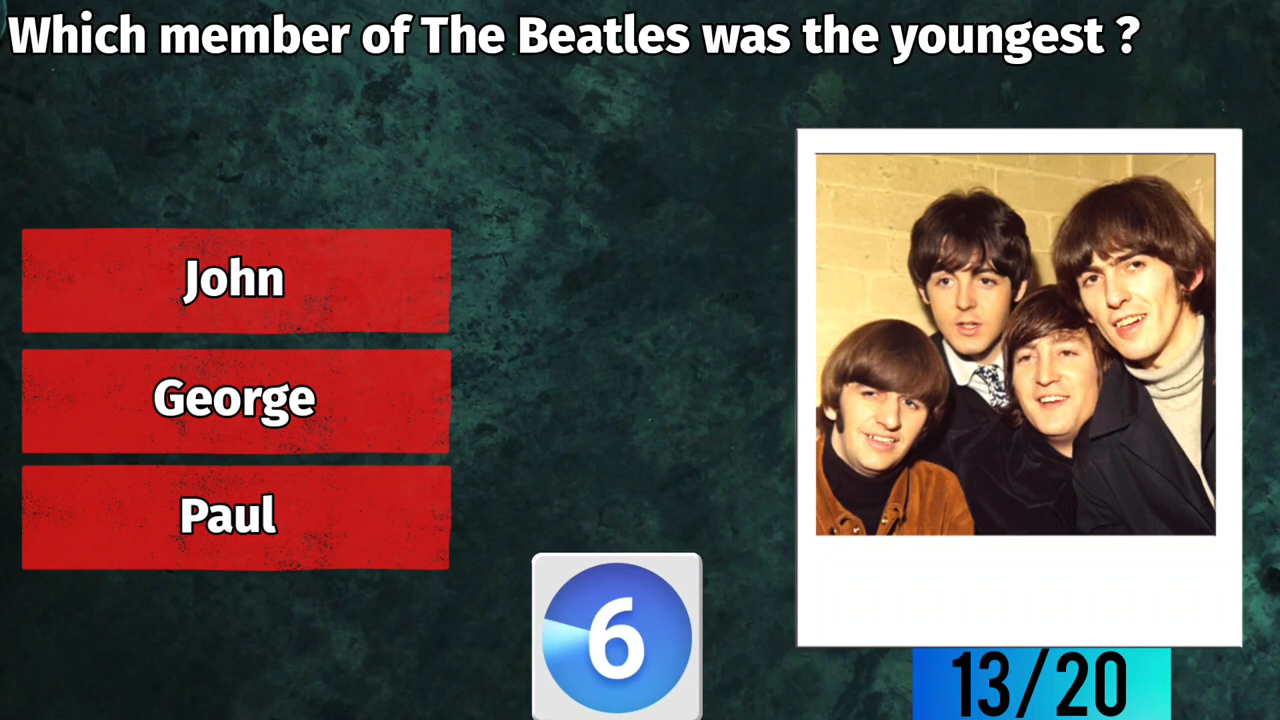 Which member of The Beatles was the youngest ?
John
George
Paul
6
13/20